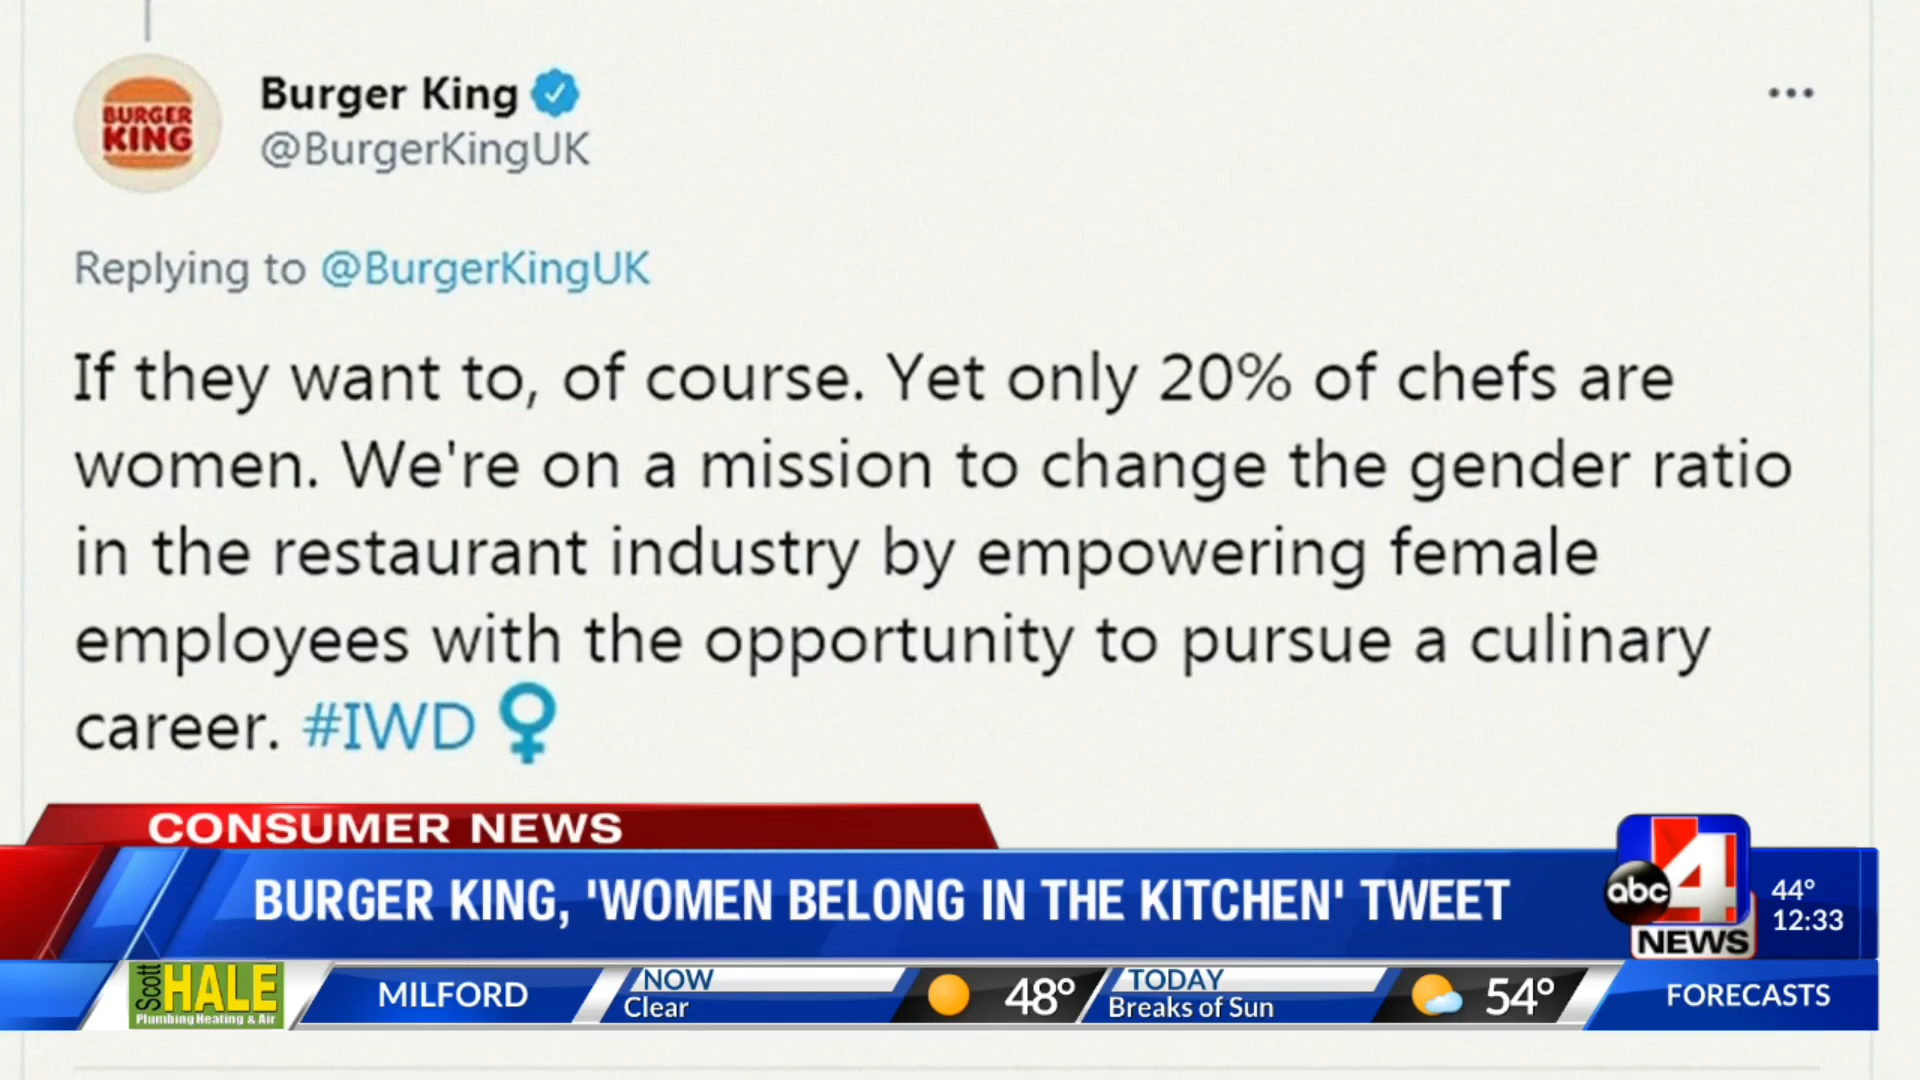 BURGER
KING
Burger King
@BurgerKingUK
Replying to @BurgerKingUK
If they want to, of course. Yet only 20% of chefs are
women. We're on a mission to change the gender ratio
in the restaurant industry by empowering female
employees with the opportunity to pursue a culinary
career. #IWD ♀
CONSUMER NEWS
BURGER KING, 'WOMEN BELONG IN THE KITCHEN' TWEET
abc 4
NEWS
44°
12:33
Scott HALE
Plumbing Heating & Air
MILFORD
NOW
Clear
48°
TODAY
Breaks of Sun
54°
FORECASTS